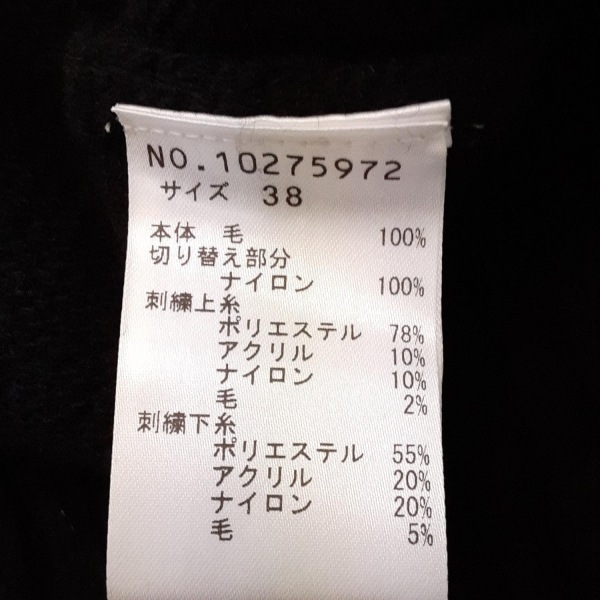 NO.10275972
サイズ 38
本体 毛 100%
切り替え部分
ナイロン 100%
刺繍上糸
ポリエステル 78%
アクリル 10%
ナイロン 10%
毛 2%
刺繍下糸
ポリエステル 55%
アクリル 20%
ナイロン 20%
毛 5%